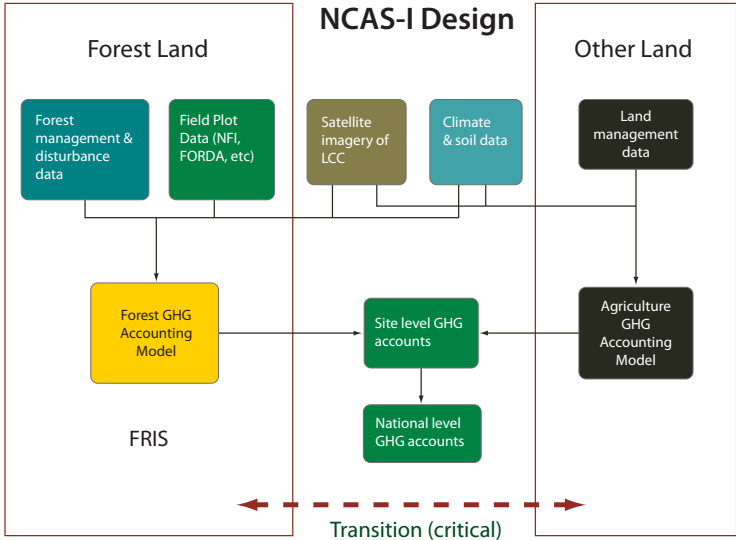 NCAS-I Design
Forest Land
Other Land
Forest
management &
disturbance
data
Field Plot
Data (NFI,
FORDA, etc)
Satellite
imagery of
LCC
Climate
& soil data
Land
management
data
Forest GHG
Accounting
Model
Site level GHG
accounts
Agriculture
GHG
Accounting
Model
National level
GHG accounts
FRIS
Transition (critical)